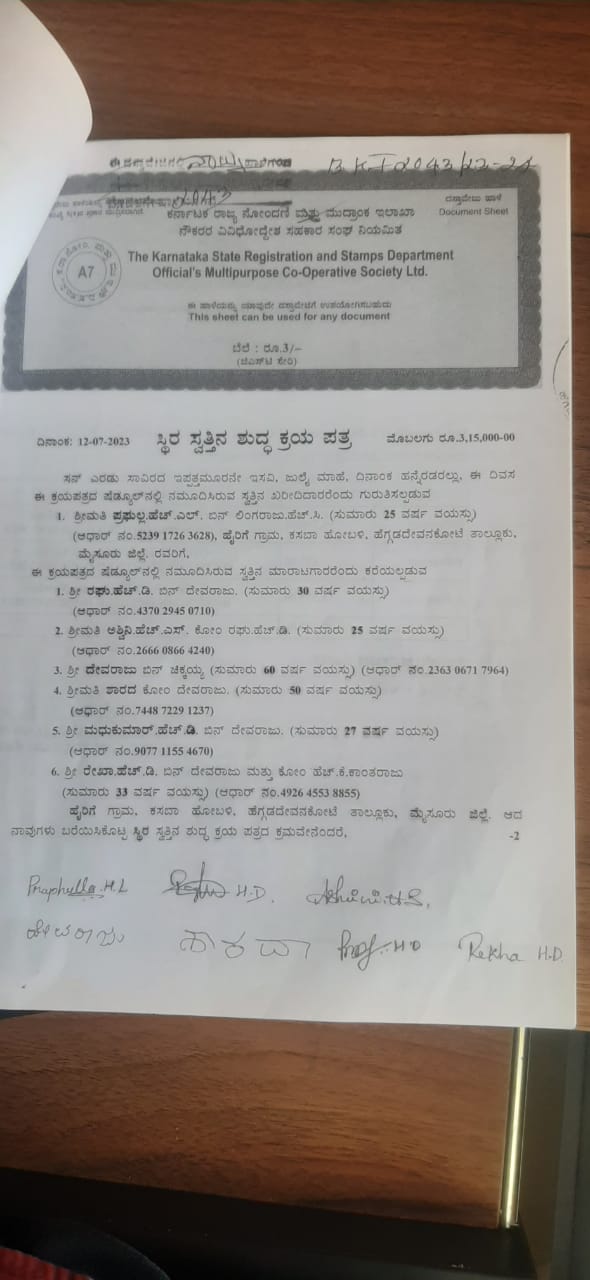 ಈ ದಸ್ತಾವೇಜಿನ ಹಾಳೆಗಳು
BKI 2043/23-24
2043
ದಸ್ತಾವೇಜು ಹಾಳೆ
Document Sheet
ಕರ್ನಾಟಕ ರಾಜ್ಯ ನೋಂದಣಿ ಮತ್ತು ಮುದ್ರಾಂಕ ಇಲಾಖಾ
ನೌಕರರ ವಿವಿಧೋದ್ದೇಶ ಸಹಕಾರ ಸಂಘ ನಿಯಮಿತ
A7
The Karnataka State Registration and Stamps Department
Official's Multipurpose Co-Operative Society Ltd.
ಈ ಹಾಳೆಯನ್ನು ಯಾವುದೇ ದಸ್ತಾವೇಜಿಗೆ ಉಪಯೋಗಿಸಬಹುದು
This sheet can be used for any document
ಬೆಲೆ : ರೂ.3/–
(ಜಿಎಸ್‌ಟಿ ಸೇರಿ)
ದಿನಾಂಕ: 12-07-2023 ಸ್ಥಿರ ಸ್ವತ್ತಿನ ಶುದ್ಧ ಕ್ರಯ ಪತ್ರ ಮೊಬಲಗು ರೂ.3,15,000-00
ಸನ್ ಎರಡು ಸಾವಿರದ ಇಪ್ಪತ್ತಮೂರನೇ ಇಸವಿ, ಜುಲೈ ಮಾಹೆ, ದಿನಾಂಕ ಹನ್ನೆರಡರಲ್ಲು, ಈ ದಿವಸ
ಈ ಕ್ರಯಪತ್ರದ ಷೆಡ್ಯೂಲ್‌ನಲ್ಲಿ ನಮೂದಿಸಿರುವ ಸ್ವತ್ತಿನ ಖರೀದಿದಾರರೆಂದು ಗುರುತಿಸಲ್ಪಡುವ
1. ಶ್ರೀಮತಿ ಪ್ರಫುಲ್ಲ.ಹೆಚ್.ಎಲ್. ಬಿನ್ ಲಿಂಗರಾಜು.ಹೆಚ್.ಸಿ. (ಸುಮಾರು 25 ವರ್ಷ ವಯಸ್ಸು)
(ಆಧಾರ್ ನಂ.5239 1726 3628), ಹೈರಿಗೆ ಗ್ರಾಮ, ಕಸಬಾ ಹೋಬಳಿ, ಹೆಗ್ಗಡದೇವನಕೋಟೆ ತಾಲ್ಲೂಕು,
ಮೈಸೂರು ಜಿಲ್ಲೆ. ರವರಿಗೆ,
ಈ ಕ್ರಯಪತ್ರದ ಷೆಡ್ಯೂಲ್‌ನಲ್ಲಿ ನಮೂದಿಸಿರುವ ಸ್ವತ್ತಿನ ಮಾರಾಟಗಾರರೆಂದು ಕರೆಯಲ್ಪಡುವ
1. ಶ್ರೀ ರಘು.ಹೆಚ್.ಡಿ. ಬಿನ್ ದೇವರಾಜು. (ಸುಮಾರು 30 ವರ್ಷ ವಯಸ್ಸು)
(ಆಧಾರ್ ನಂ.4370 2945 0710)
2. ಶ್ರೀಮತಿ ಅಶ್ವಿನಿ.ಹೆಚ್.ಎಸ್. ಕೋಂ ರಘು.ಹೆಚ್.ಡಿ. (ಸುಮಾರು 25 ವರ್ಷ ವಯಸ್ಸು)
(ಆಧಾರ್ ನಂ.2666 0866 4240)
3. ಶ್ರೀ ದೇವರಾಜು ಬಿನ್ ಚಿಕ್ಕಯ್ಯ (ಸುಮಾರು 60 ವರ್ಷ ವಯಸ್ಸು) (ಆಧಾರ್ ನಂ.2363 0671 7964)
4. ಶ್ರೀಮತಿ ಶಾರದ ಕೋಂ ದೇವರಾಜು. (ಸುಮಾರು 50 ವರ್ಷ ವಯಸ್ಸು)
(ಆಧಾರ್ ನಂ.7448 7229 1237)
5. ಶ್ರೀ ಮಧುಕುಮಾರ್.ಹೆಚ್.ಡಿ. ಬಿನ್ ದೇವರಾಜು. (ಸುಮಾರು 27 ವರ್ಷ ವಯಸ್ಸು)
(ಆಧಾರ್ ನಂ.9077 1155 4670)
6. ಶ್ರೀ ರೇಖಾ.ಹೆಚ್.ಡಿ. ಬಿನ್ ದೇವರಾಜು ಮತ್ತು ಕೋಂ ಹೆಚ್.ಕೆ.ಕಾಂತರಾಜು
(ಸುಮಾರು 33 ವರ್ಷ ವಯಸ್ಸು) (ಆಧಾರ್ ನಂ.4926 4553 8855)
ಹೈರಿಗೆ ಗ್ರಾಮ, ಕಸಬಾ ಹೋಬಳಿ, ಹೆಗ್ಗಡದೇವನಕೋಟೆ ತಾಲ್ಲೂಕು, ಮೈಸೂರು ಜಿಲ್ಲೆ. ಆದ
ನಾವುಗಳು ಬರೆಯಿಸಿಕೊಟ್ಟ ಸ್ಥಿರ ಸ್ವತ್ತಿನ ಶುದ್ಧ ಕ್ರಯ ಪತ್ರದ ಕ್ರಮವೇನೆಂದರೆ, -2
Praphulla.H.L H.D. Ashwini.H.S.
ದೇವರಾಜು ಶಾರದಾ H D Rekha H.D.